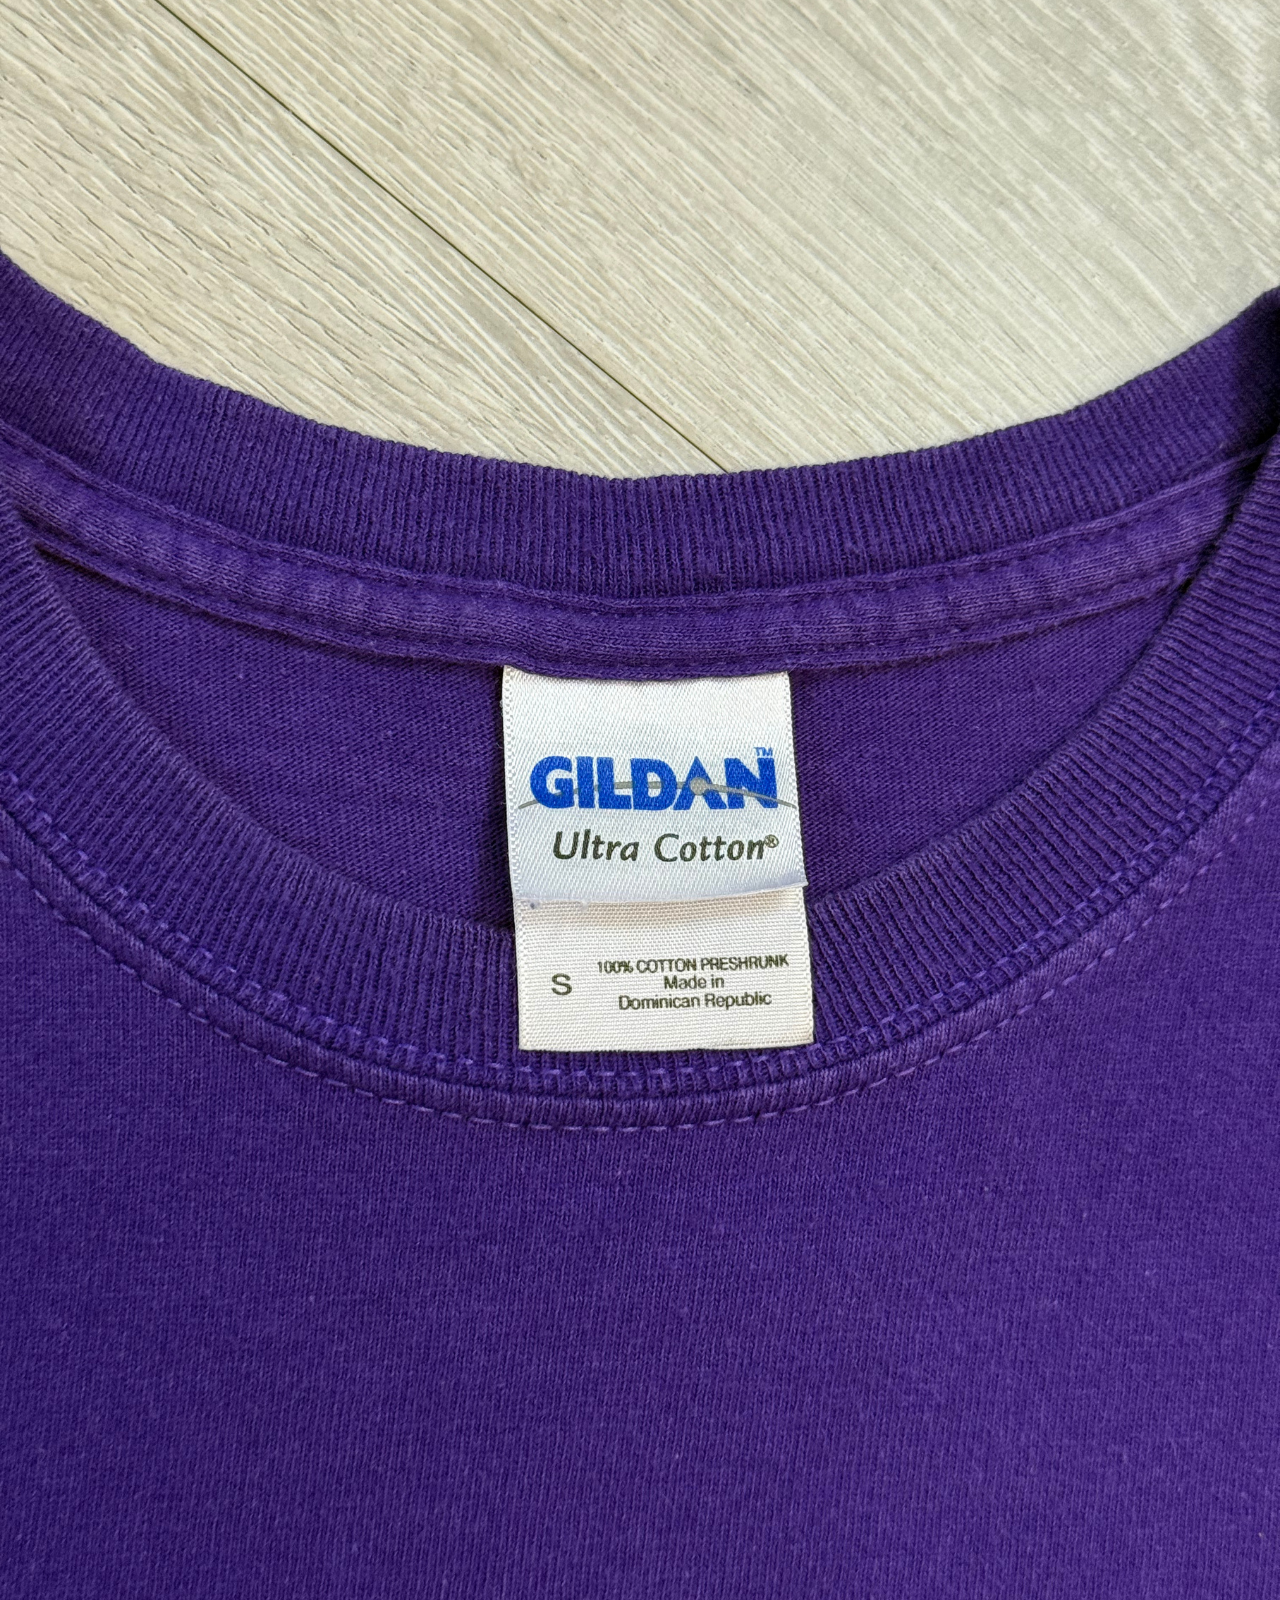 GILDAN™
Ultra Cotton®
S
100% COTTON PRESHRUNK
Made in
Dominican Republic